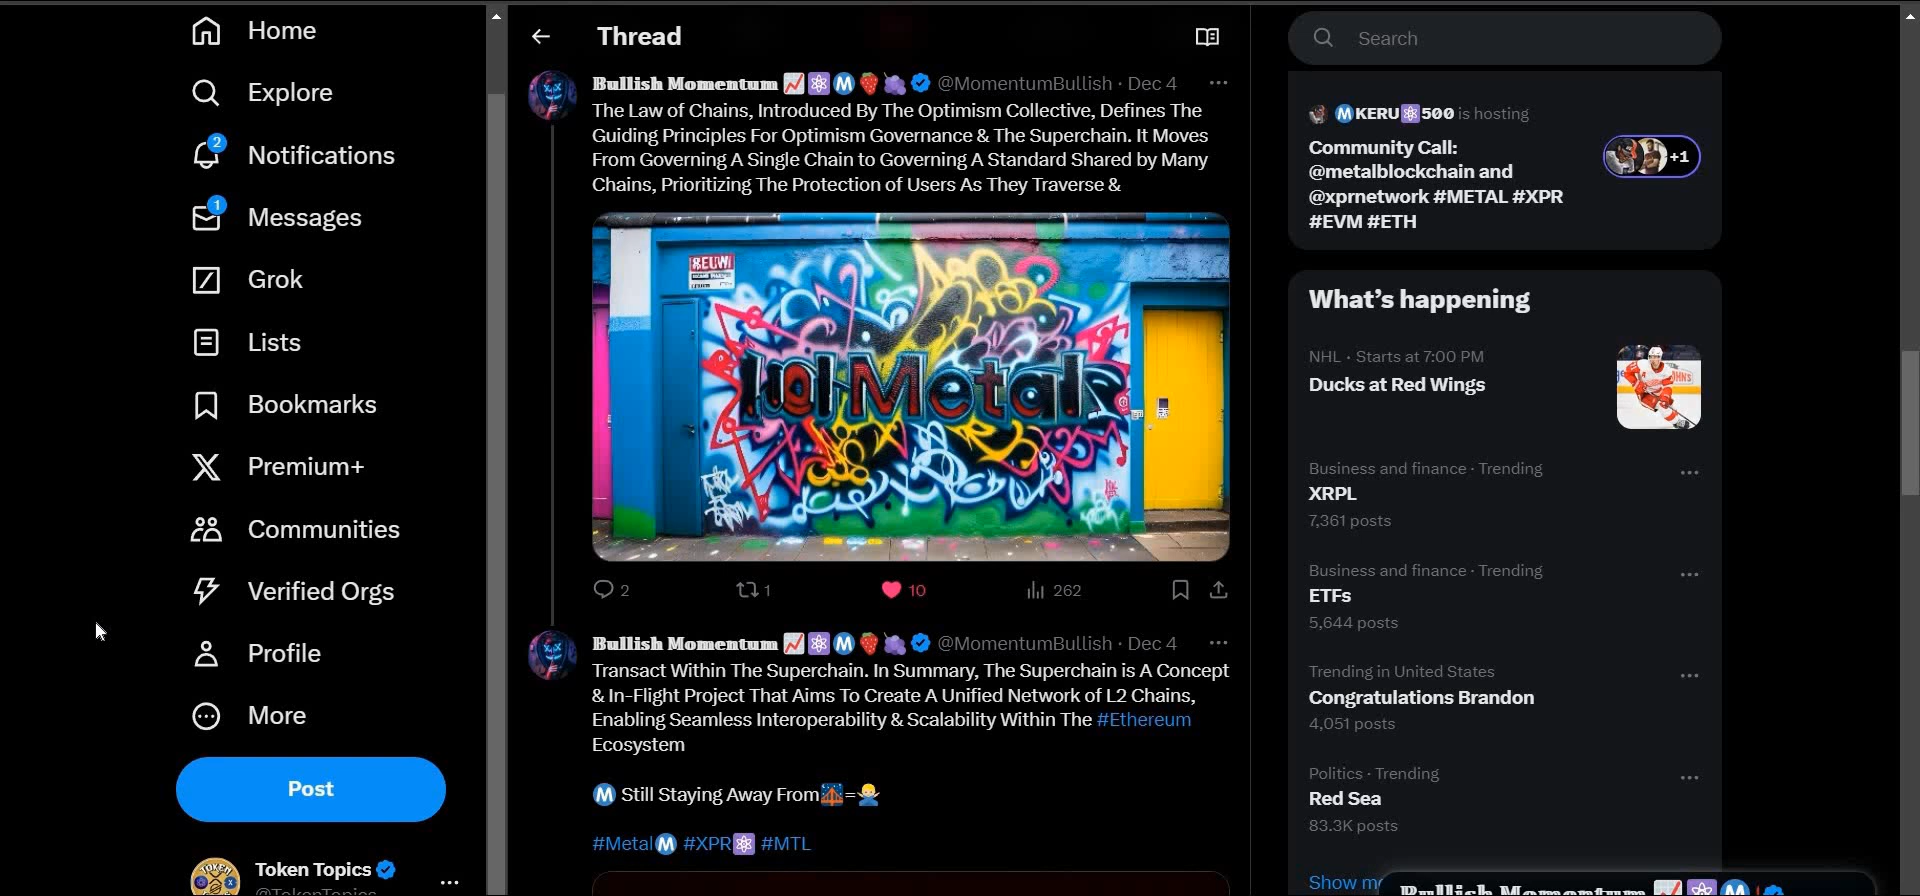 Home
Explore
2
Notifications
1
Messages
Grok
Lists
Bookmarks
Premium+
Communities
Verified Orgs
Profile
More
Post
Token Topics
@TokenTopics
Thread
Bullish Momentum @MomentumBullish · Dec 4
The Law of Chains, Introduced By The Optimism Collective, Defines The
Guiding Principles For Optimism Governance & The Superchain. It Moves
From Governing A Single Chain to Governing A Standard Shared by Many
Chains, Prioritizing The Protection of Users As They Traverse &
Metals
2 1 10 262
Bullish Momentum @MomentumBullish · Dec 4
Transact Within The Superchain. In Summary, The Superchain is A Concept
& In-Flight Project That Aims To Create A Unified Network of L2 Chains,
Enabling Seamless Interoperability & Scalability Within The #Ethereum
Ecosystem
Ⓜ️ Still Staying Away From🌉=🙅
#MetalⓂ️ #XPR⚛️ #MTL
Search
Ⓜ️KERU⚛️500 is hosting
Community Call:
@metalblockchain and
@xprnetwork #METAL #XPR
#EVM #ETH
+1
What's happening
NHL · Starts at 7:00 PM
Ducks at Red Wings
Business and finance · Trending
XRPL
7,361 posts
Business and finance · Trending
ETFs
5,644 posts
Trending in United States
Congratulations Brandon
4,051 posts
Politics · Trending
Red Sea
83.3K posts
Show
Bullish Momentum